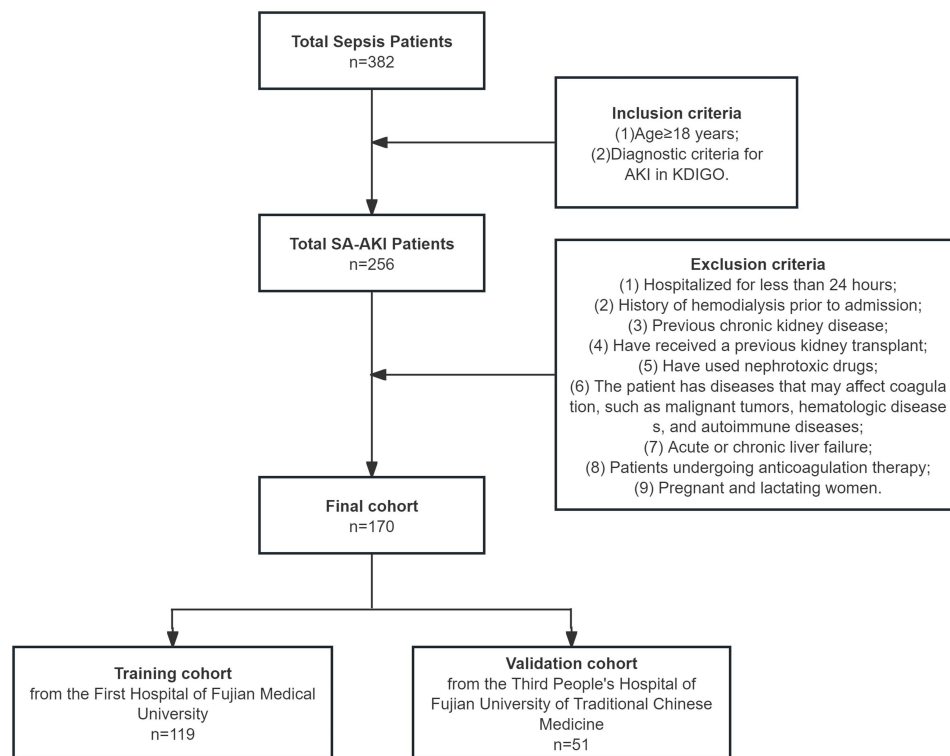 Total Sepsis Patients
n=382
Inclusion criteria
(1)Age≥18 years;
(2)Diagnostic criteria for
AKI in KDIGO.
Total SA-AKI Patients
n=256
Exclusion criteria
(1) Hospitalized for less than 24 hours;
(2) History of hemodialysis prior to admission;
(3) Previous chronic kidney disease;
(4) Have received a previous kidney transplant;
(5) Have used nephrotoxic drugs;
(6) The patient has diseases that may affect coagula
tion, such as malignant tumors, hematologic disease
s, and autoimmune diseases;
(7) Acute or chronic liver failure;
(8) Patients undergoing anticoagulation therapy;
(9) Pregnant and lactating women.
Final cohort
n=170
Training cohort
from the First Hospital of Fujian Medical
University
n=119
Validation cohort
from the Third People's Hospital of
Fujian University of Traditional Chinese
Medicine
n=51